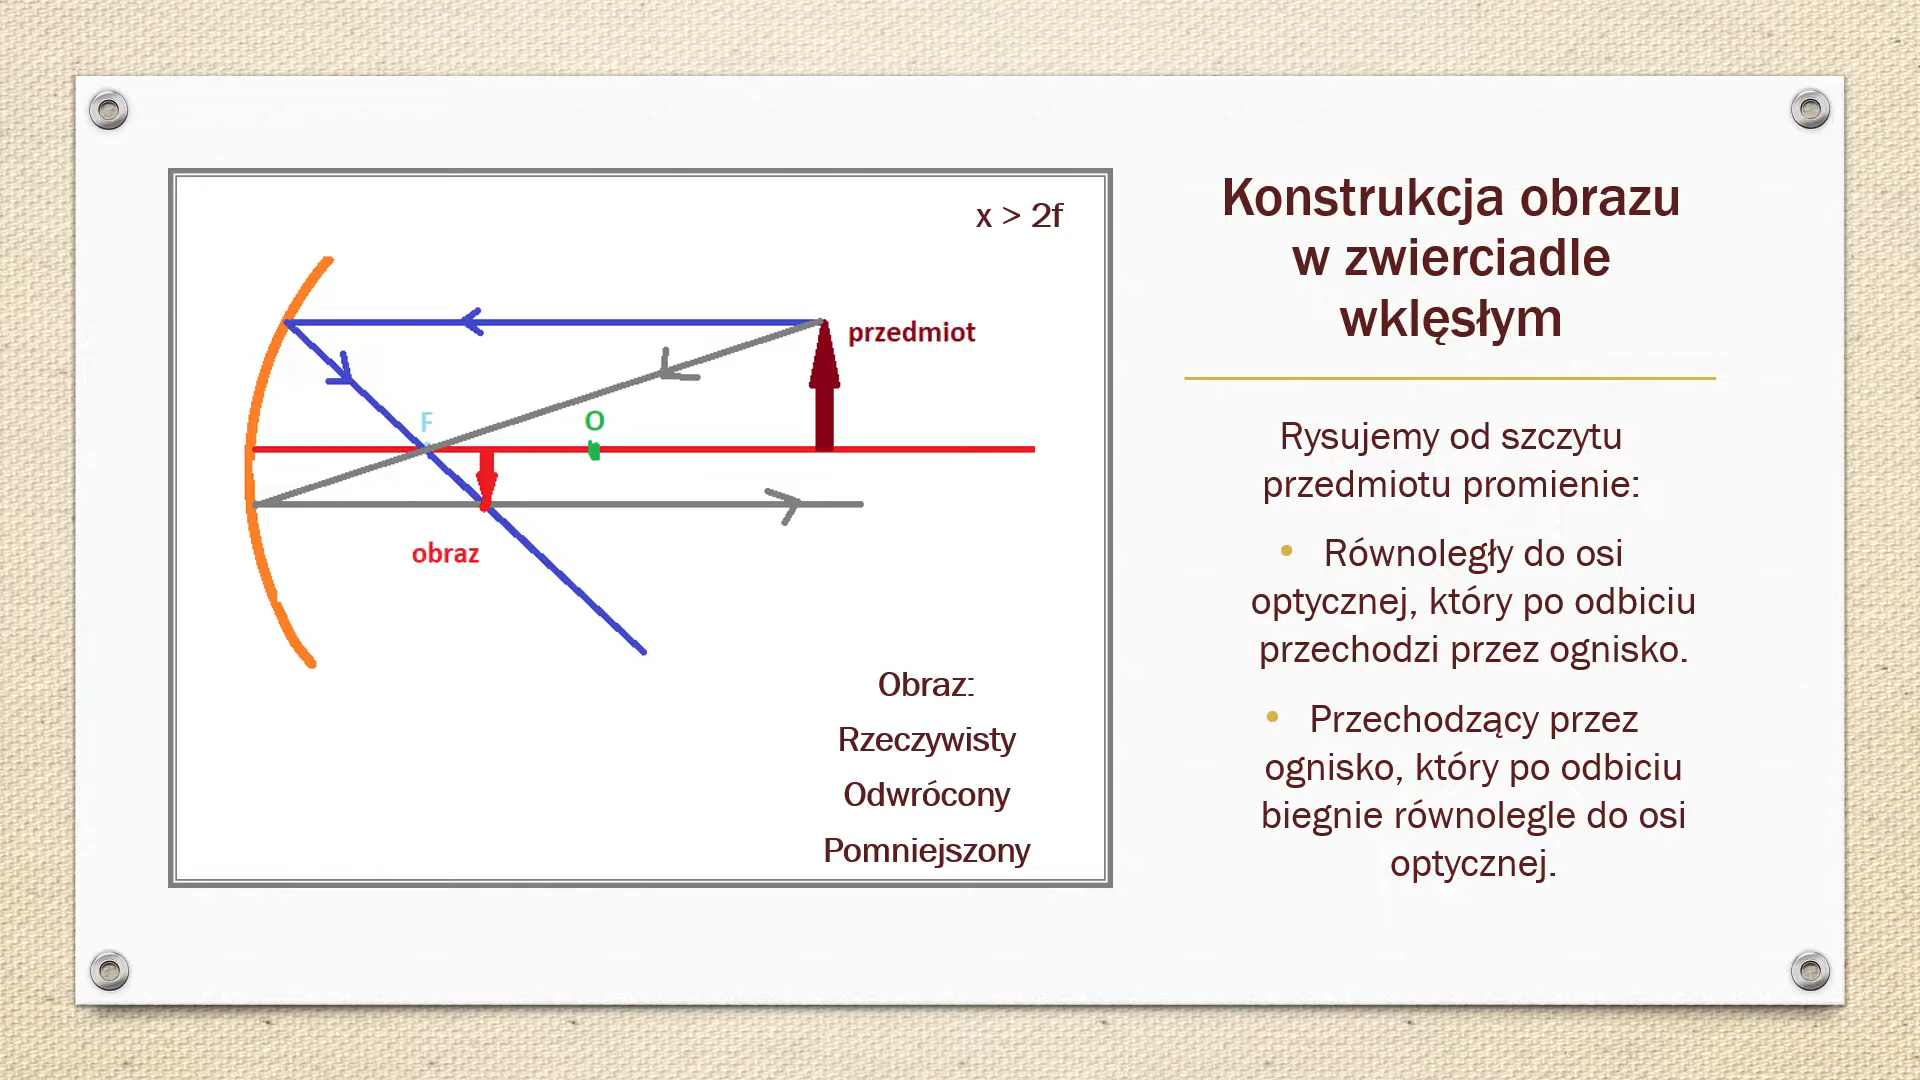 x > 2f
przedmiot
F
O
obraz
Obraz:
Rzeczywisty
Odwrócony
Pomniejszony
Konstrukcja obrazu
w zwierciadle
wklęsłym
Rysujemy od szczytu
przedmiotu promienie:
• Równoległy do osi
optycznej, który po odbiciu
przechodzi przez ognisko.
• Przechodzący przez
ognisko, który po odbiciu
biegnie równolegle do osi
optycznej.